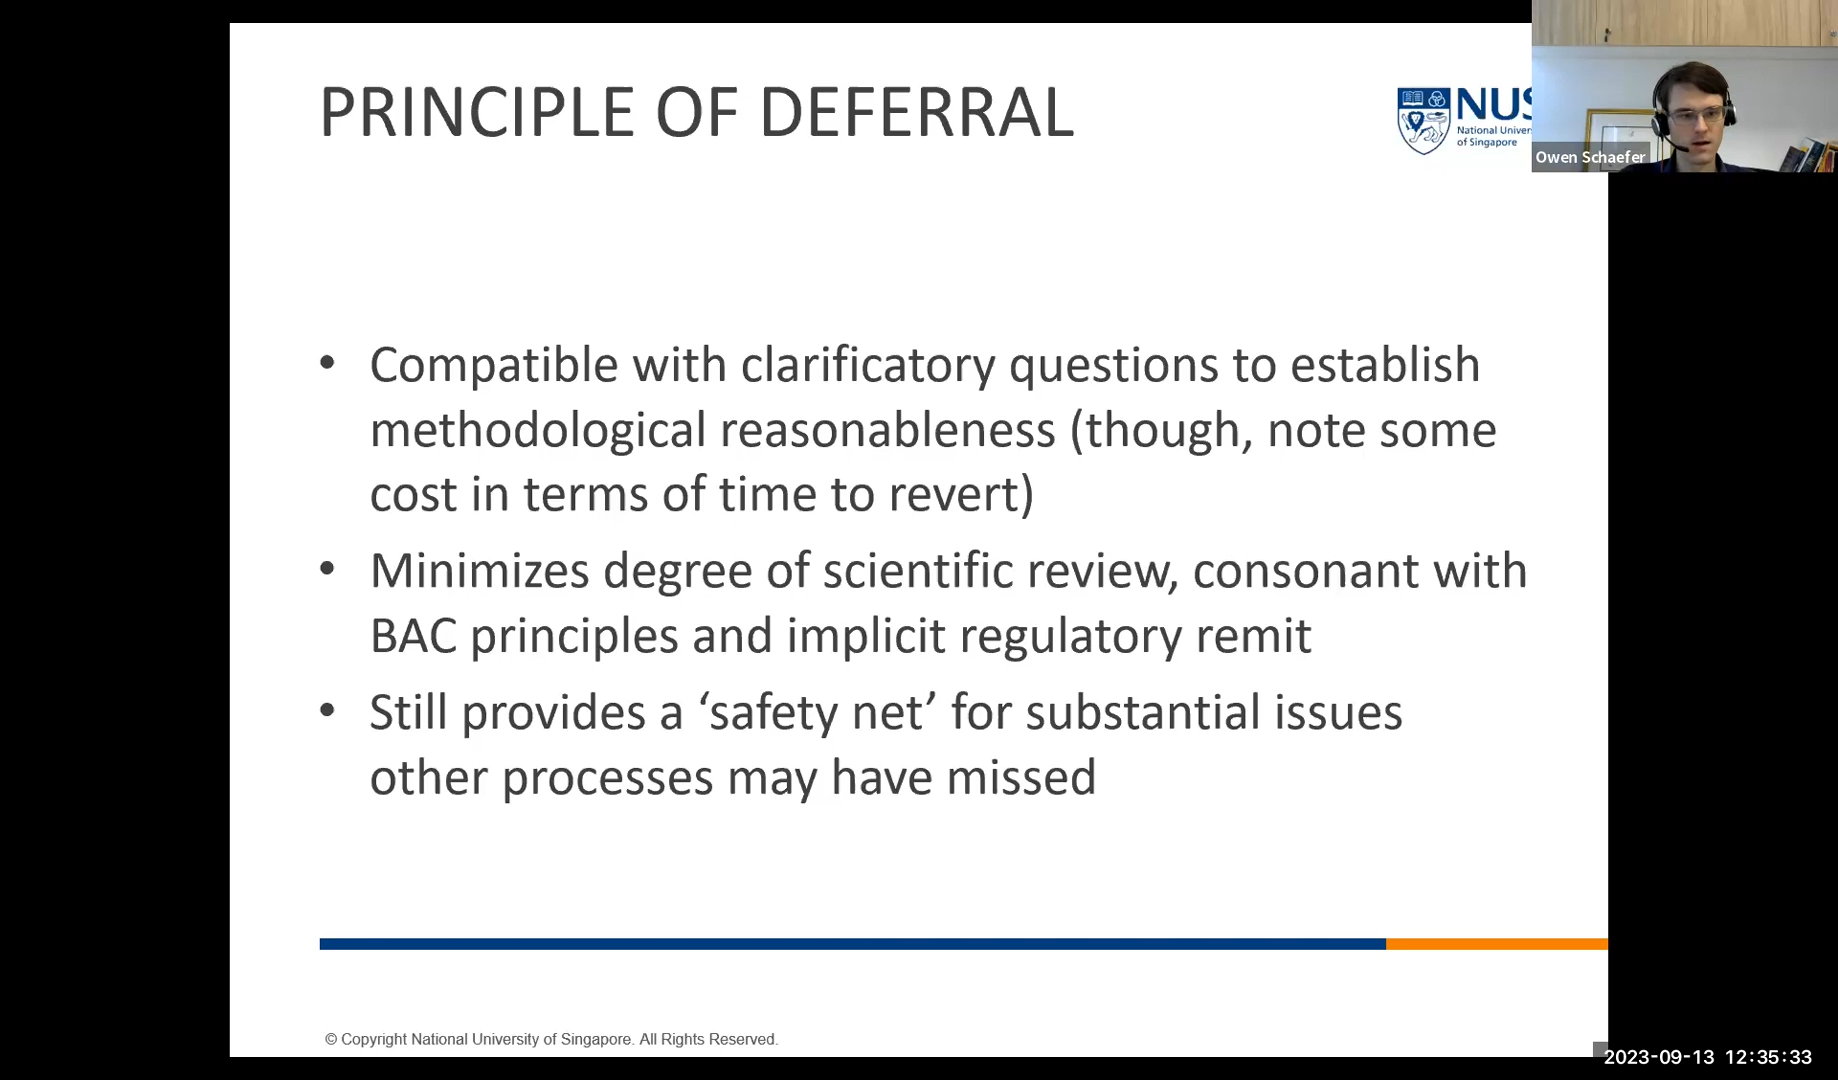 PRINCIPLE OF DEFERRAL
NUS
National Univer
of Singapore
Owen Schaefer
• Compatible with clarificatory questions to establish
methodological reasonableness (though, note some
cost in terms of time to revert)
• Minimizes degree of scientific review, consonant with
BAC principles and implicit regulatory remit
• Still provides a ‘safety net’ for substantial issues
other processes may have missed
© Copyright National University of Singapore. All Rights Reserved.
2023-09-13 12:35:33